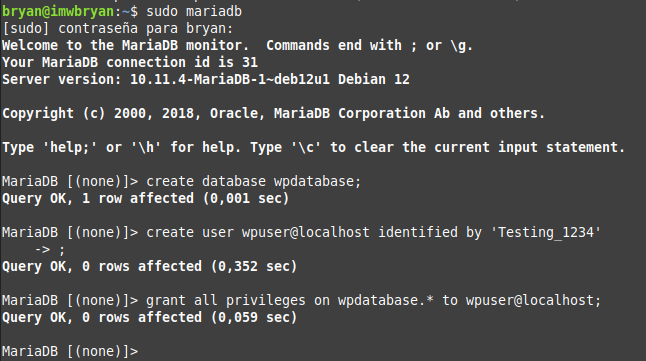 bryan@imwbryan:~$ sudo mariadb
[sudo] contraseña para bryan:
Welcome to the MariaDB monitor.  Commands end with ; or \g.
Your MariaDB connection id is 31
Server version: 10.11.4-MariaDB-1~deb12u1 Debian 12
Copyright (c) 2000, 2018, Oracle, MariaDB Corporation Ab and others.
Type 'help;' or '\h' for help. Type '\c' to clear the current input statement.
MariaDB [(none)]> create database wpdatabase;
Query OK, 1 row affected (0,001 sec)
MariaDB [(none)]> create user wpuser@localhost identified by 'Testing_1234'
    -> ;
Query OK, 0 rows affected (0,352 sec)
MariaDB [(none)]> grant all privileges on wpdatabase.* to wpuser@localhost;
Query OK, 0 rows affected (0,059 sec)
MariaDB [(none)]>